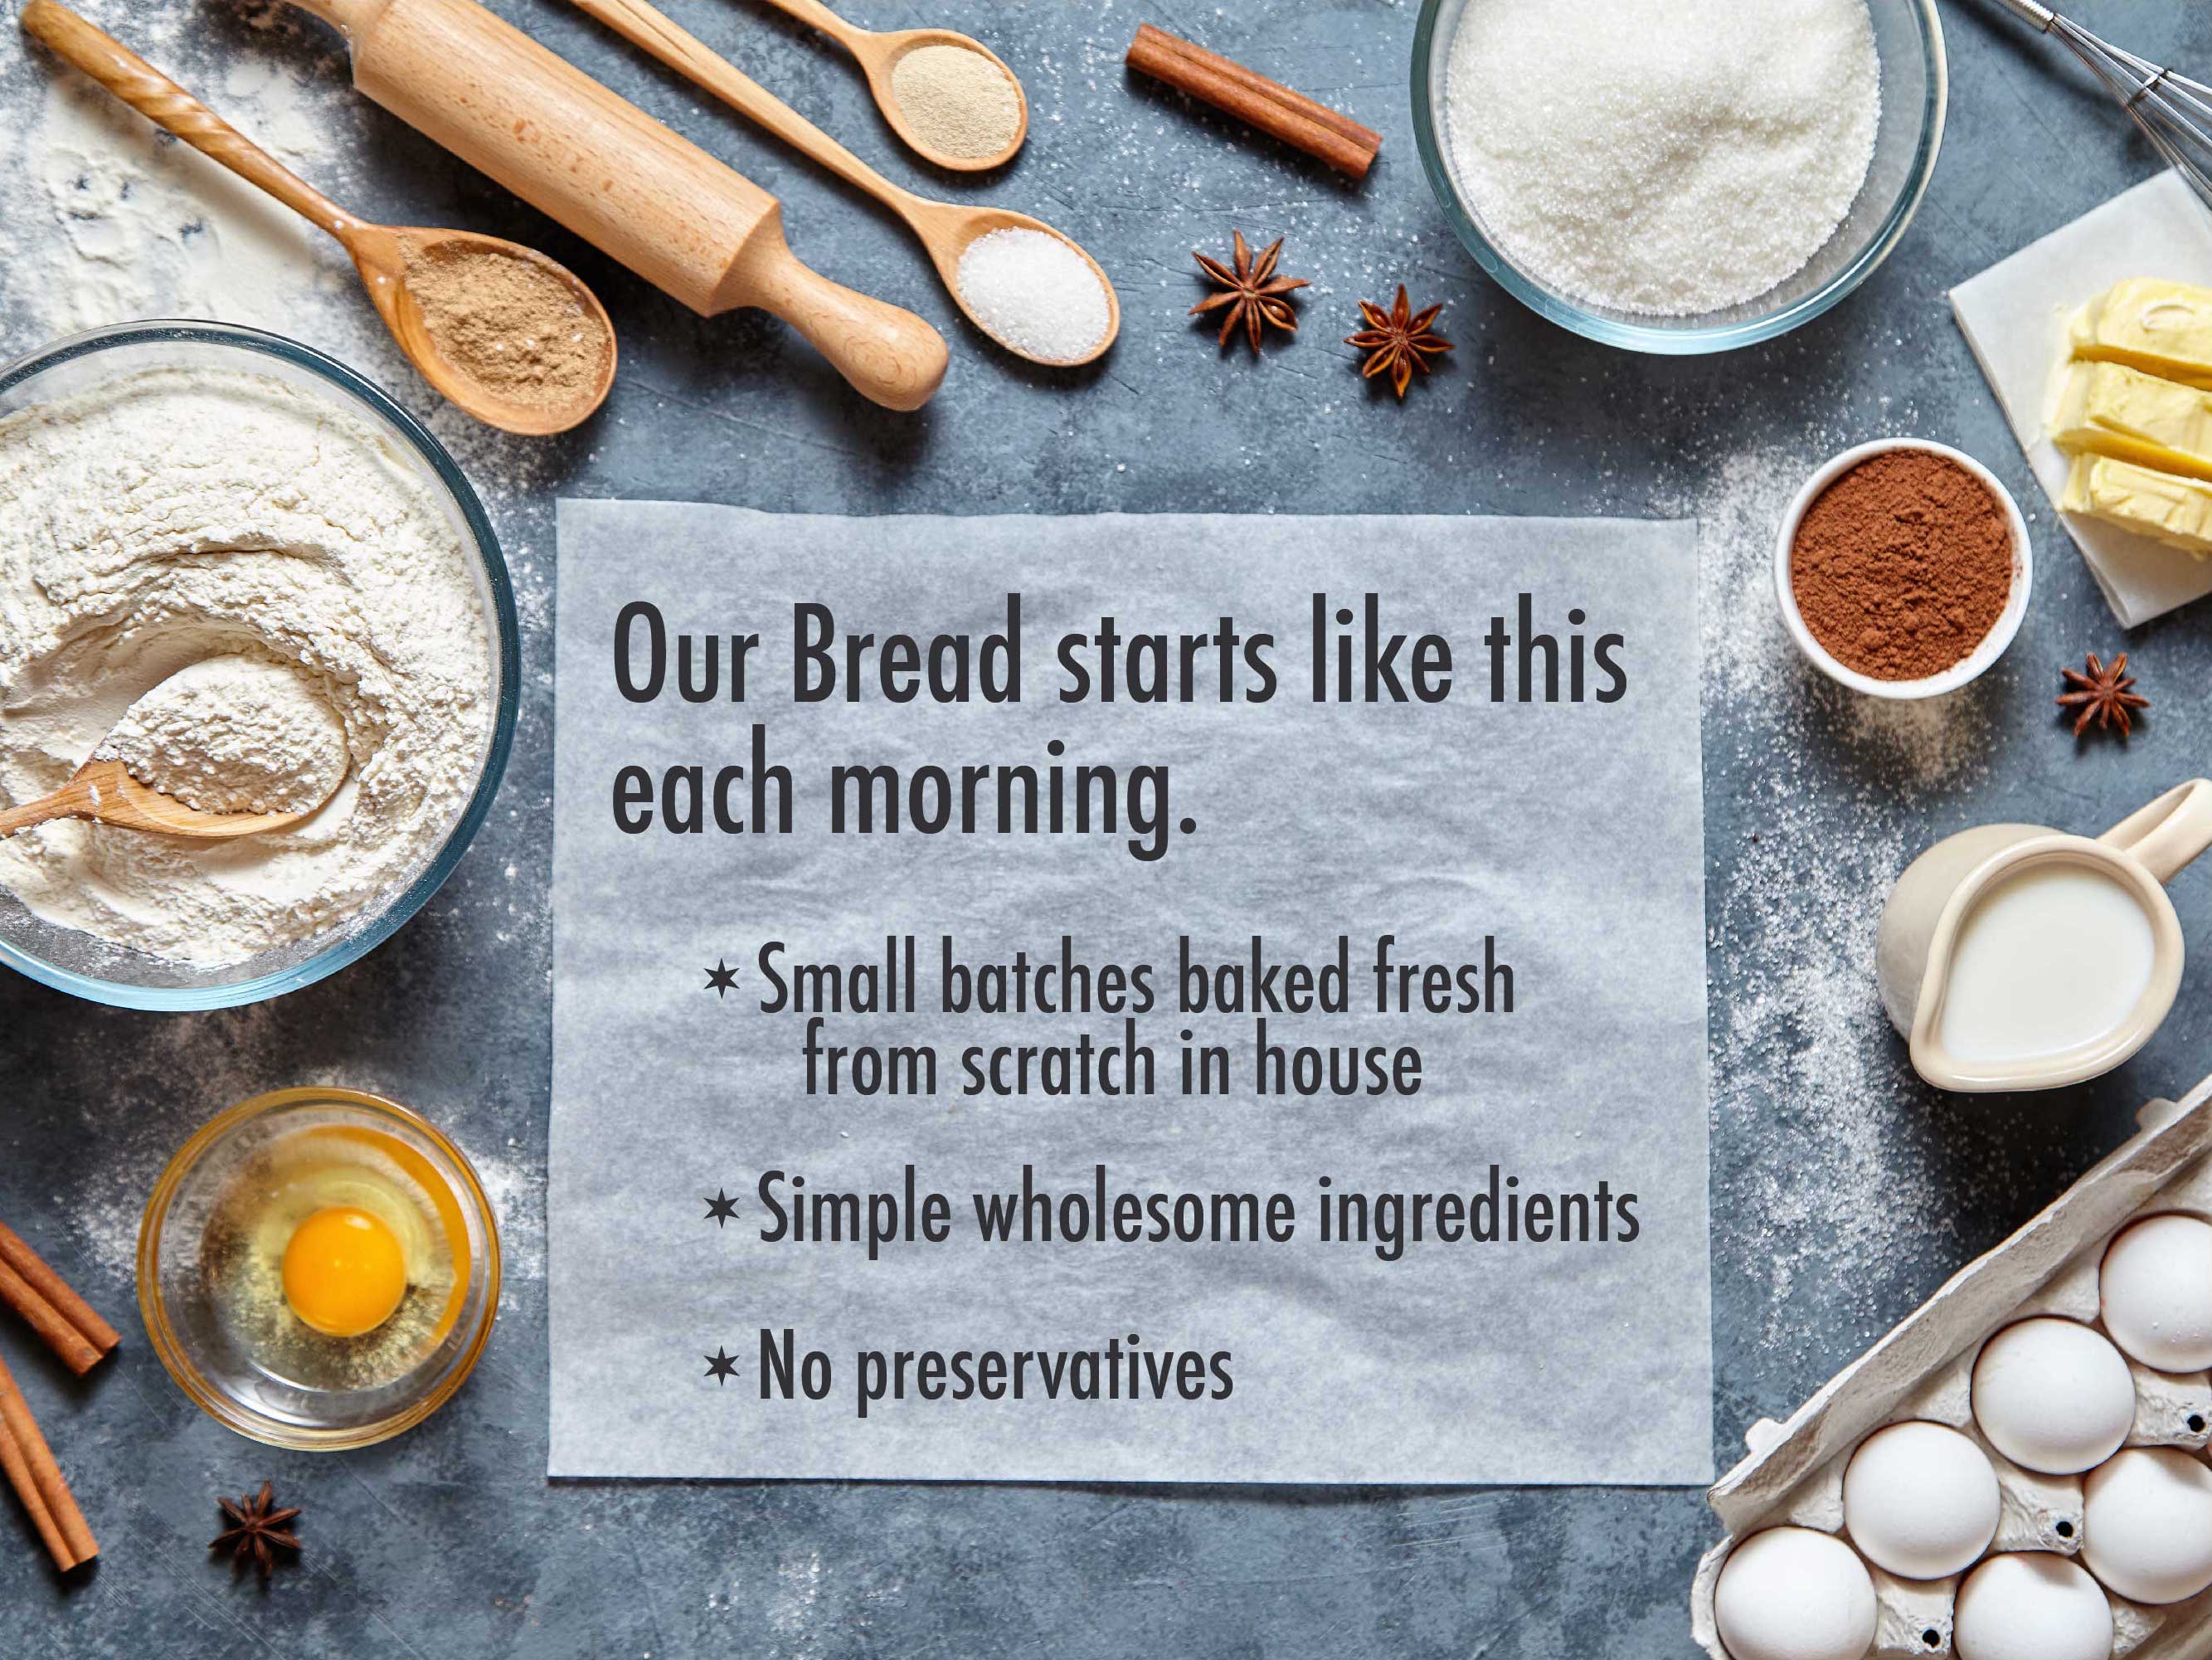 Our Bread starts like this
each morning.
✶ Small batches baked fresh
from scratch in house
✶ Simple wholesome ingredients
✶ No preservatives